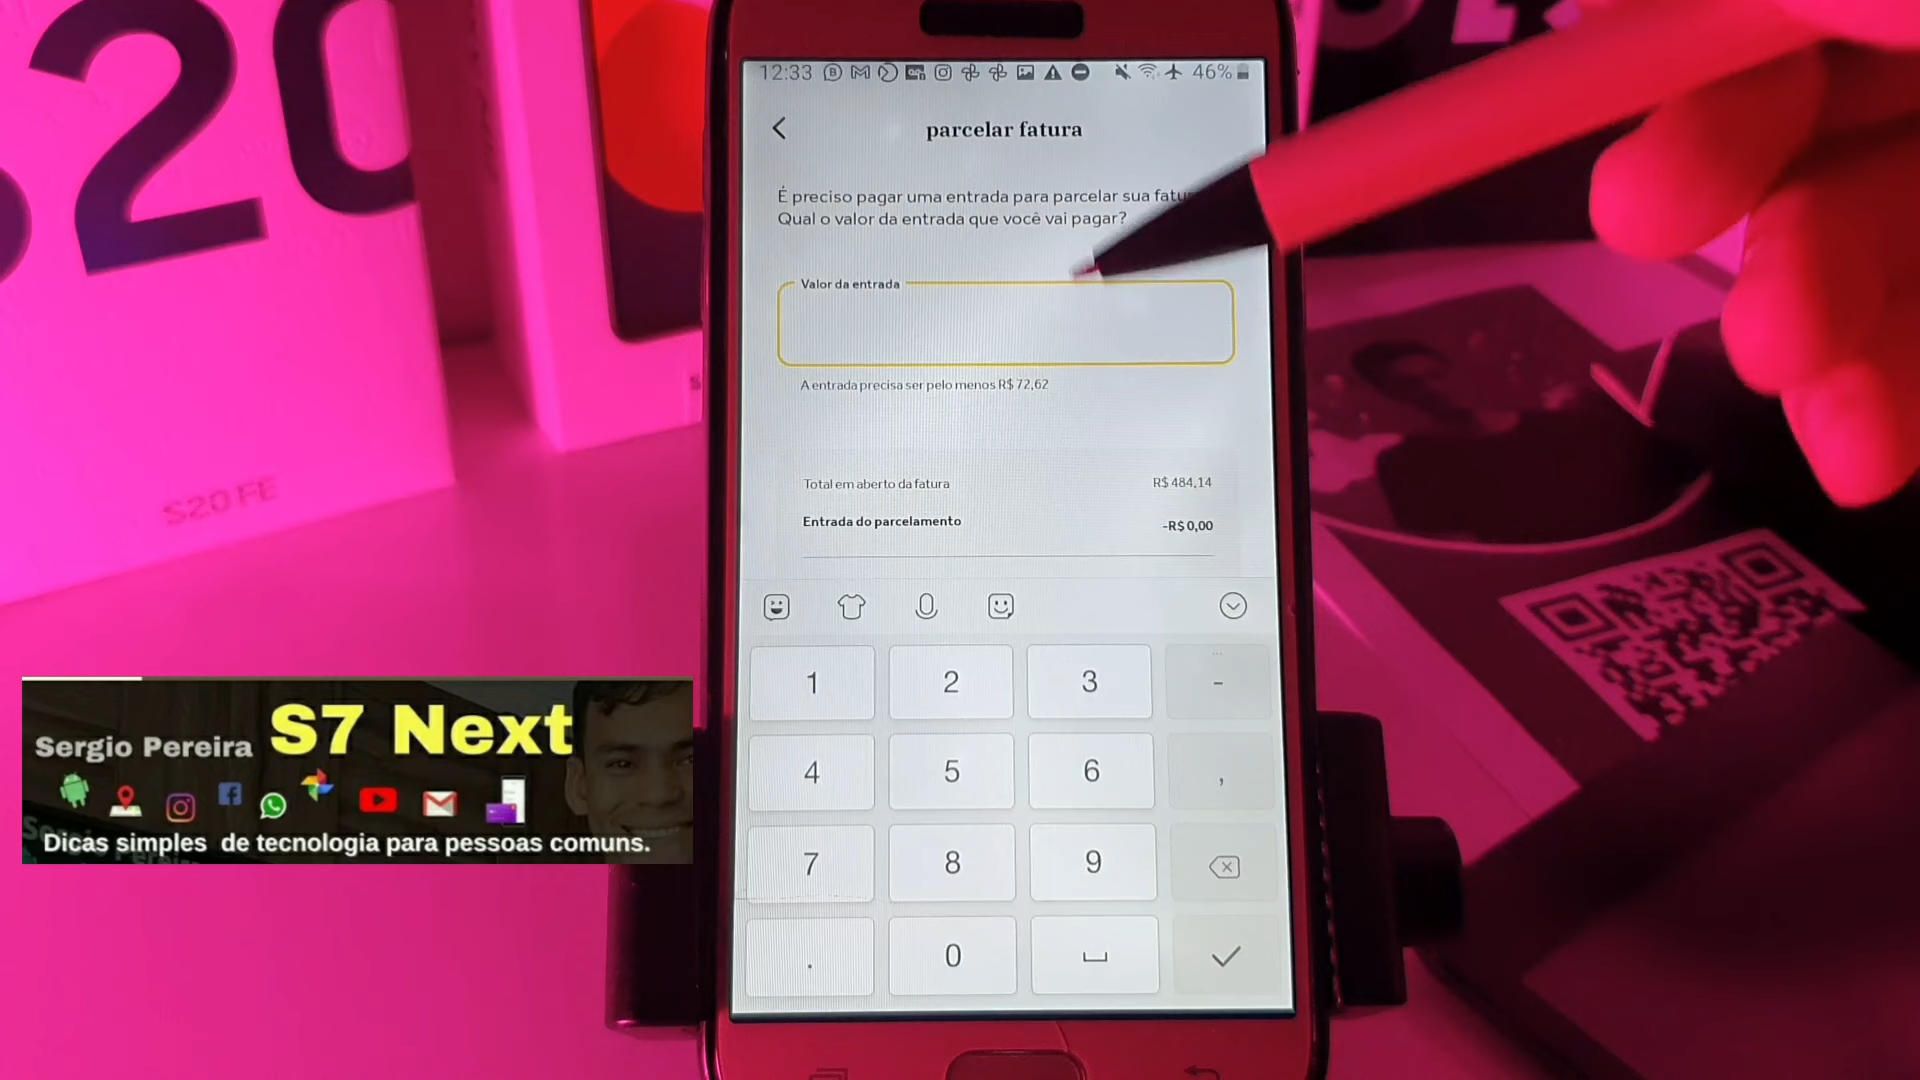 S20
S20 FE
12:33
46%
parcelar fatura
É preciso pagar uma entrada para parcelar sua fatu
Qual o valor da entrada que você vai pagar?
Valor da entrada
A entrada precisa ser pelo menos R$ 72,62
Total em aberto da fatura R$ 484,14
Entrada do parcelamento -R$ 0,00
1 2 3 -
4 5 6 ,
7 8 9
. 0
Sergio Pereira S7 Next
Dicas simples de tecnologia para pessoas comuns.